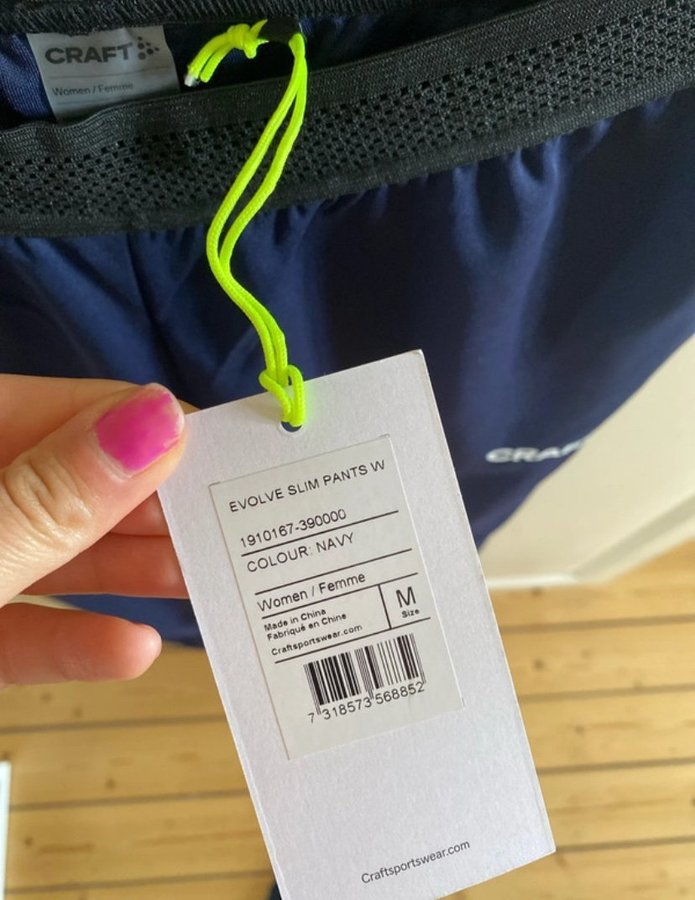 CRAFT
Women / Femme
CRAFT
EVOLVE SLIM PANTS W
1910167-390000
COLOUR: NAVY
Women / Femme
Made in China
Fabriqué en Chine
Craftsportswear.com
M
Size
7 318573 568852
Craftsportswear.com